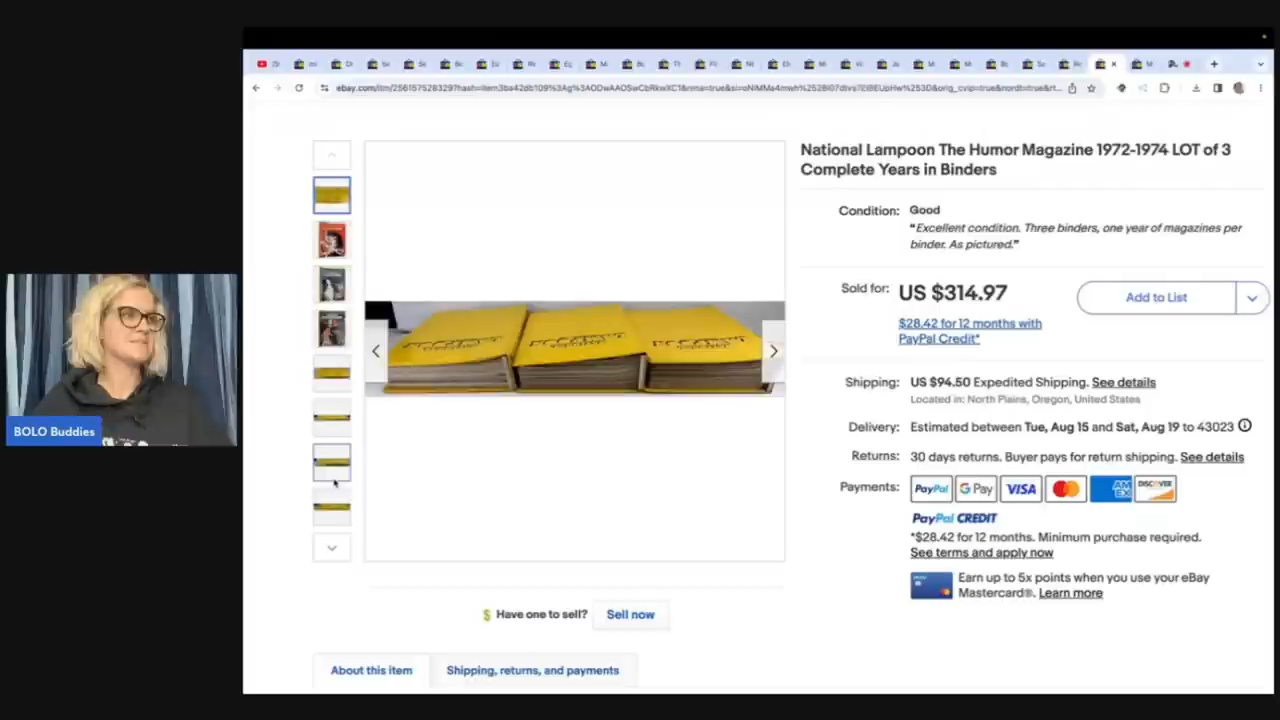 National Lampoon The Humor Magazine 1972-1974 LOT of 3
Complete Years in Binders
Condition: Good
"Excellent condition. Three binders, one year of magazines per
binder. As pictured."
Sold for: US $314.97
Add to List
$28.42 for 12 months with
PayPal Credit*
Shipping: US $94.50 Expedited Shipping. See details
Located in: North Plains, Oregon, United States
Delivery: Estimated between Tue, Aug 15 and Sat, Aug 19 to 43023
Returns: 30 days returns. Buyer pays for return shipping. See details
Payments: PayPal G Pay VISA AM EX DISCOVER
PayPal CREDIT
*$28.42 for 12 months. Minimum purchase required.
See terms and apply now
Earn up to 5x points when you use your eBay
Mastercard®. Learn more
$ Have one to sell? Sell now
About this item Shipping, returns, and payments
BOLO Buddies